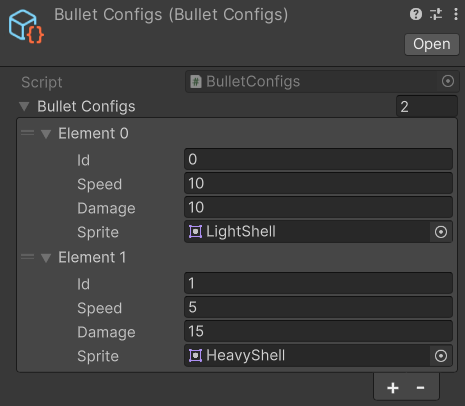 Bullet Configs (Bullet Configs)
Open
Script BulletConfigs
Bullet Configs 2
Element 0
Id 0
Speed 10
Damage 10
Sprite LightShell
Element 1
Id 1
Speed 5
Damage 15
Sprite HeavyShell
+ -